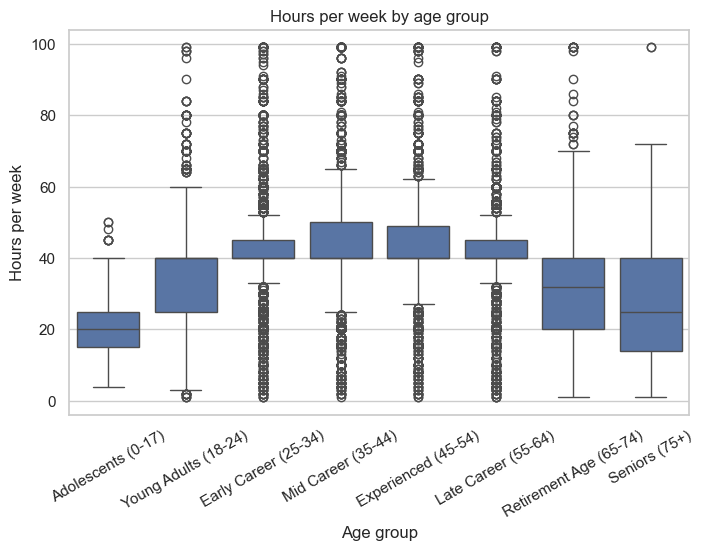 Hours per week by age group
Hours per week
100
80
60
40
20
0
Adolescents (0-17)
Young Adults (18-24)
Early Career (25-34)
Mid Career (35-44)
Experienced (45-54)
Late Career (55-64)
Retirement Age (65-74)
Seniors (75+)
Age group